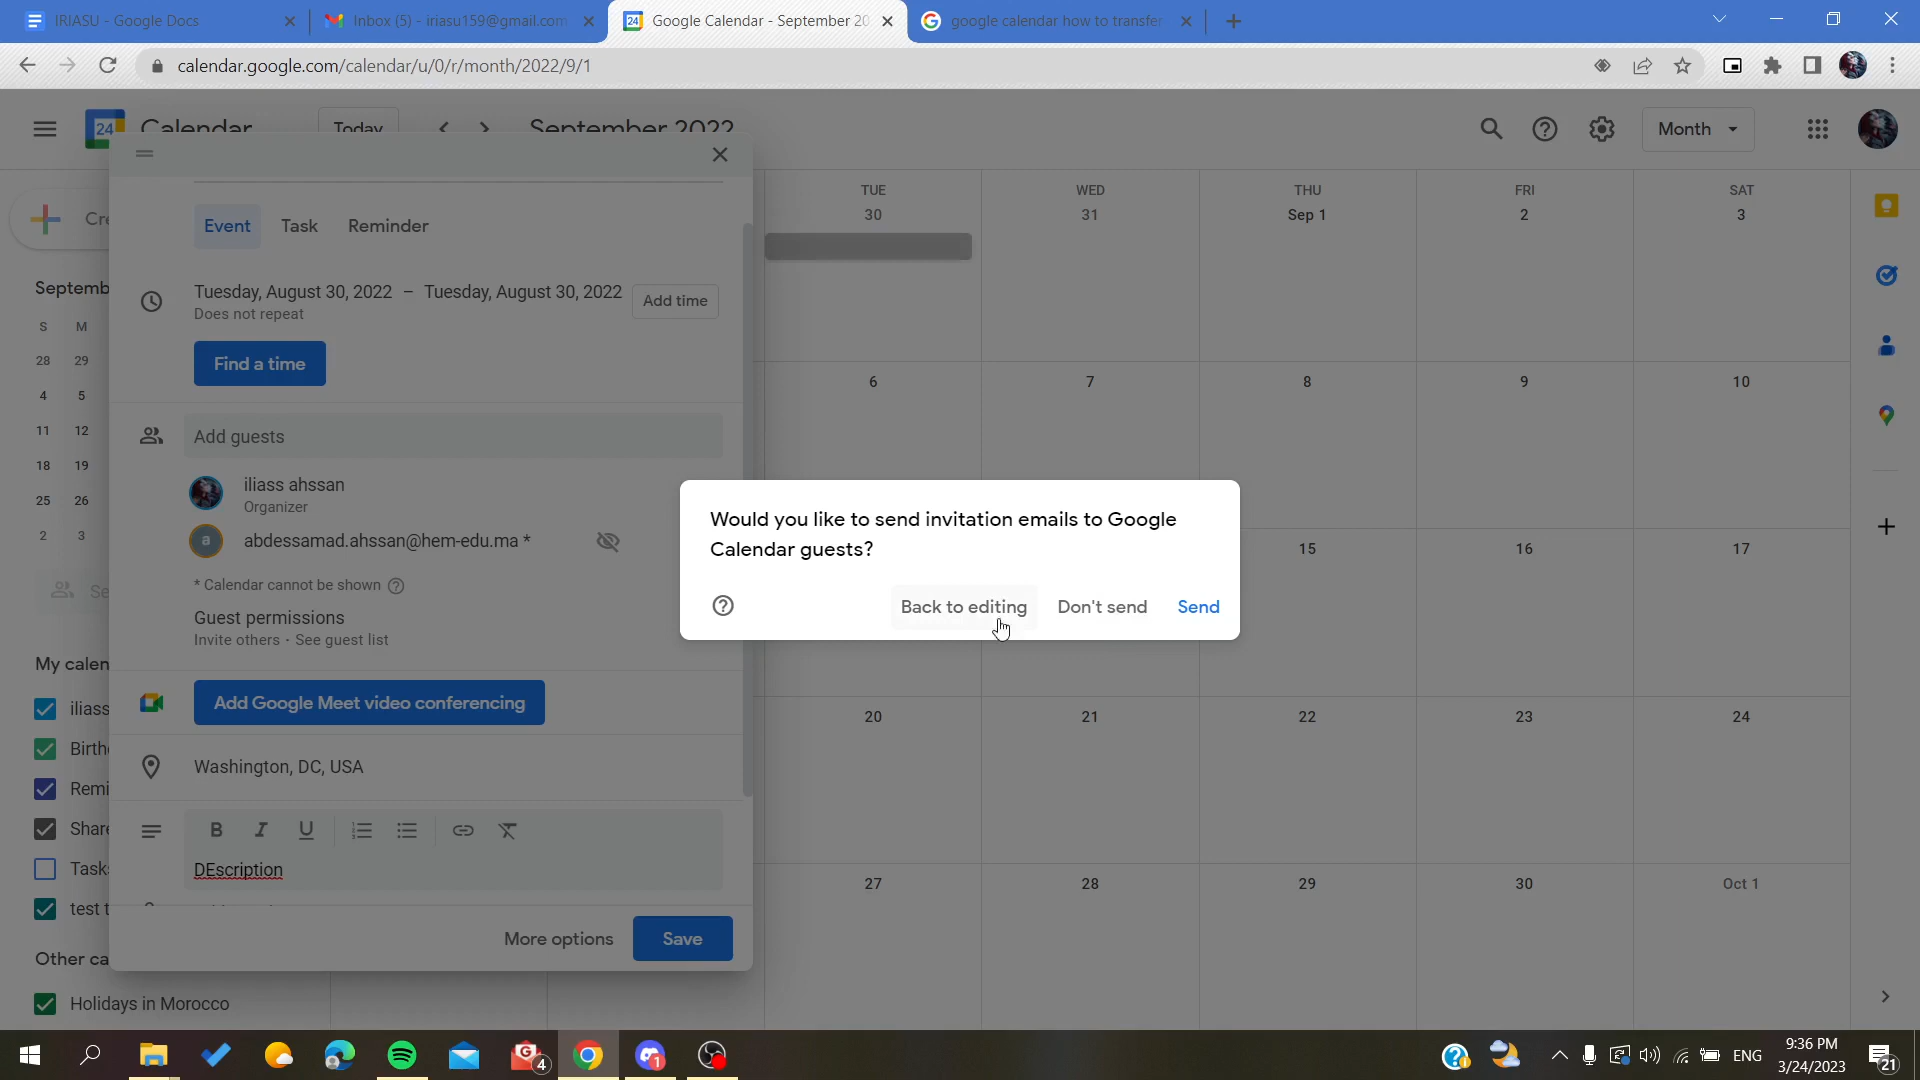 IRIASU - Google Docs
Inbox (5) - iriasu159@gmail.com
Google Calendar - September 20
google calendar how to transfer
calendar.google.com/calendar/u/0/r/month/2022/9/1
24
Calendar
Today
September 2022
Month
Cre
Event
Task
Reminder
Tuesday, August 30, 2022 – Tuesday, August 30, 2022
Add time
Does not repeat
Find a time
Add guests
iliass ahssan
Organizer
a
abdessamad.ahssan@hem-edu.ma *
* Calendar cannot be shown
Guest permissions
Invite others · See guest list
Add Google Meet video conferencing
Washington, DC, USA
DEscription
More options
Save
Septemb
S M
28 29
4 5
11 12
18 19
25 26
2 3
Se
My calen
iliass
Birth
Remi
Share
Tasks
test t
Other ca
Holidays in Morocco
TUE WED THU FRI SAT
30 31 Sep 1 2 3
6 7 8 9 10
15 16 17
20 21 22 23 24
27 28 29 30 Oct 1
Would you like to send invitation emails to Google
Calendar guests?
Back to editing
Don't send
Send
4
1
ENG
9:36 PM
3/24/2023
21